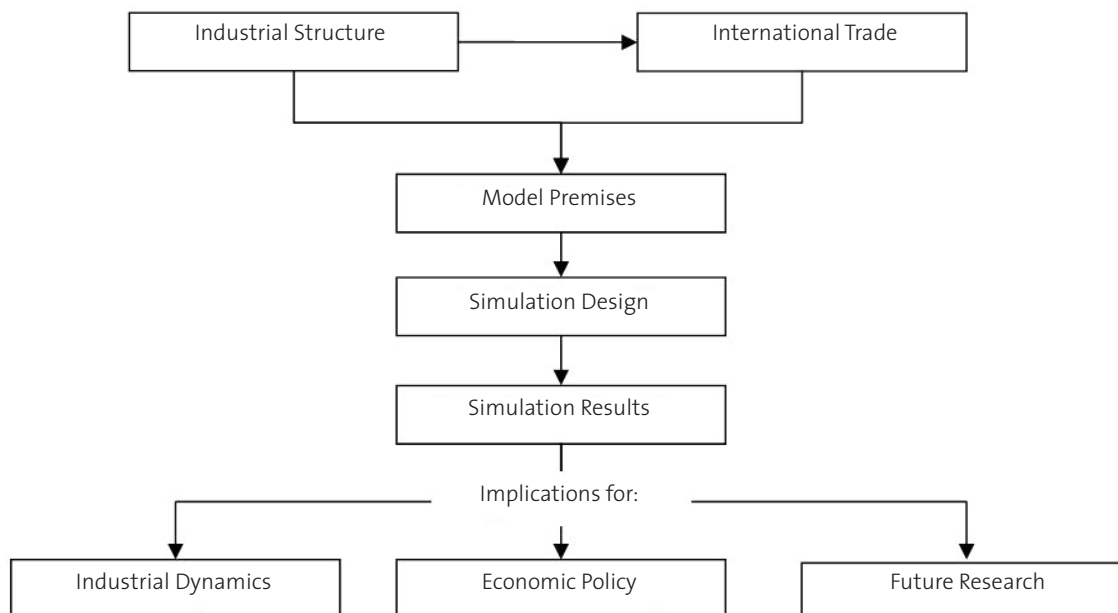 Industrial Structure
International Trade
Model Premises
Simulation Design
Simulation Results
Implications for:
Industrial Dynamics
Economic Policy
Future Research